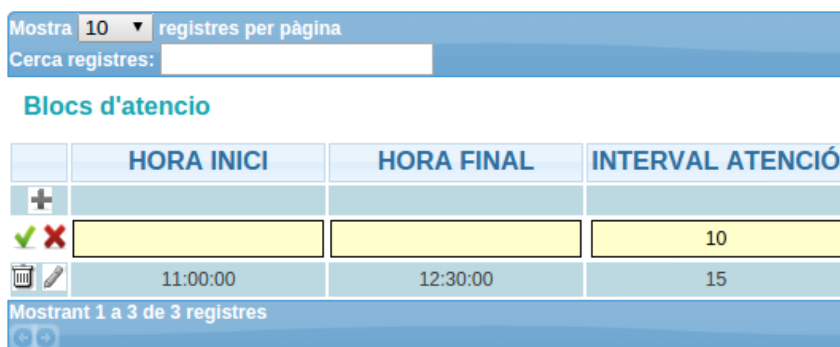 Mostra 10 registres per pàgina
Cerca registres:
Blocs d'atencio
HORA INICI HORA FINAL INTERVAL ATENCIÓ
10
11:00:00 12:30:00 15
Mostrant 1 a 3 de 3 registres